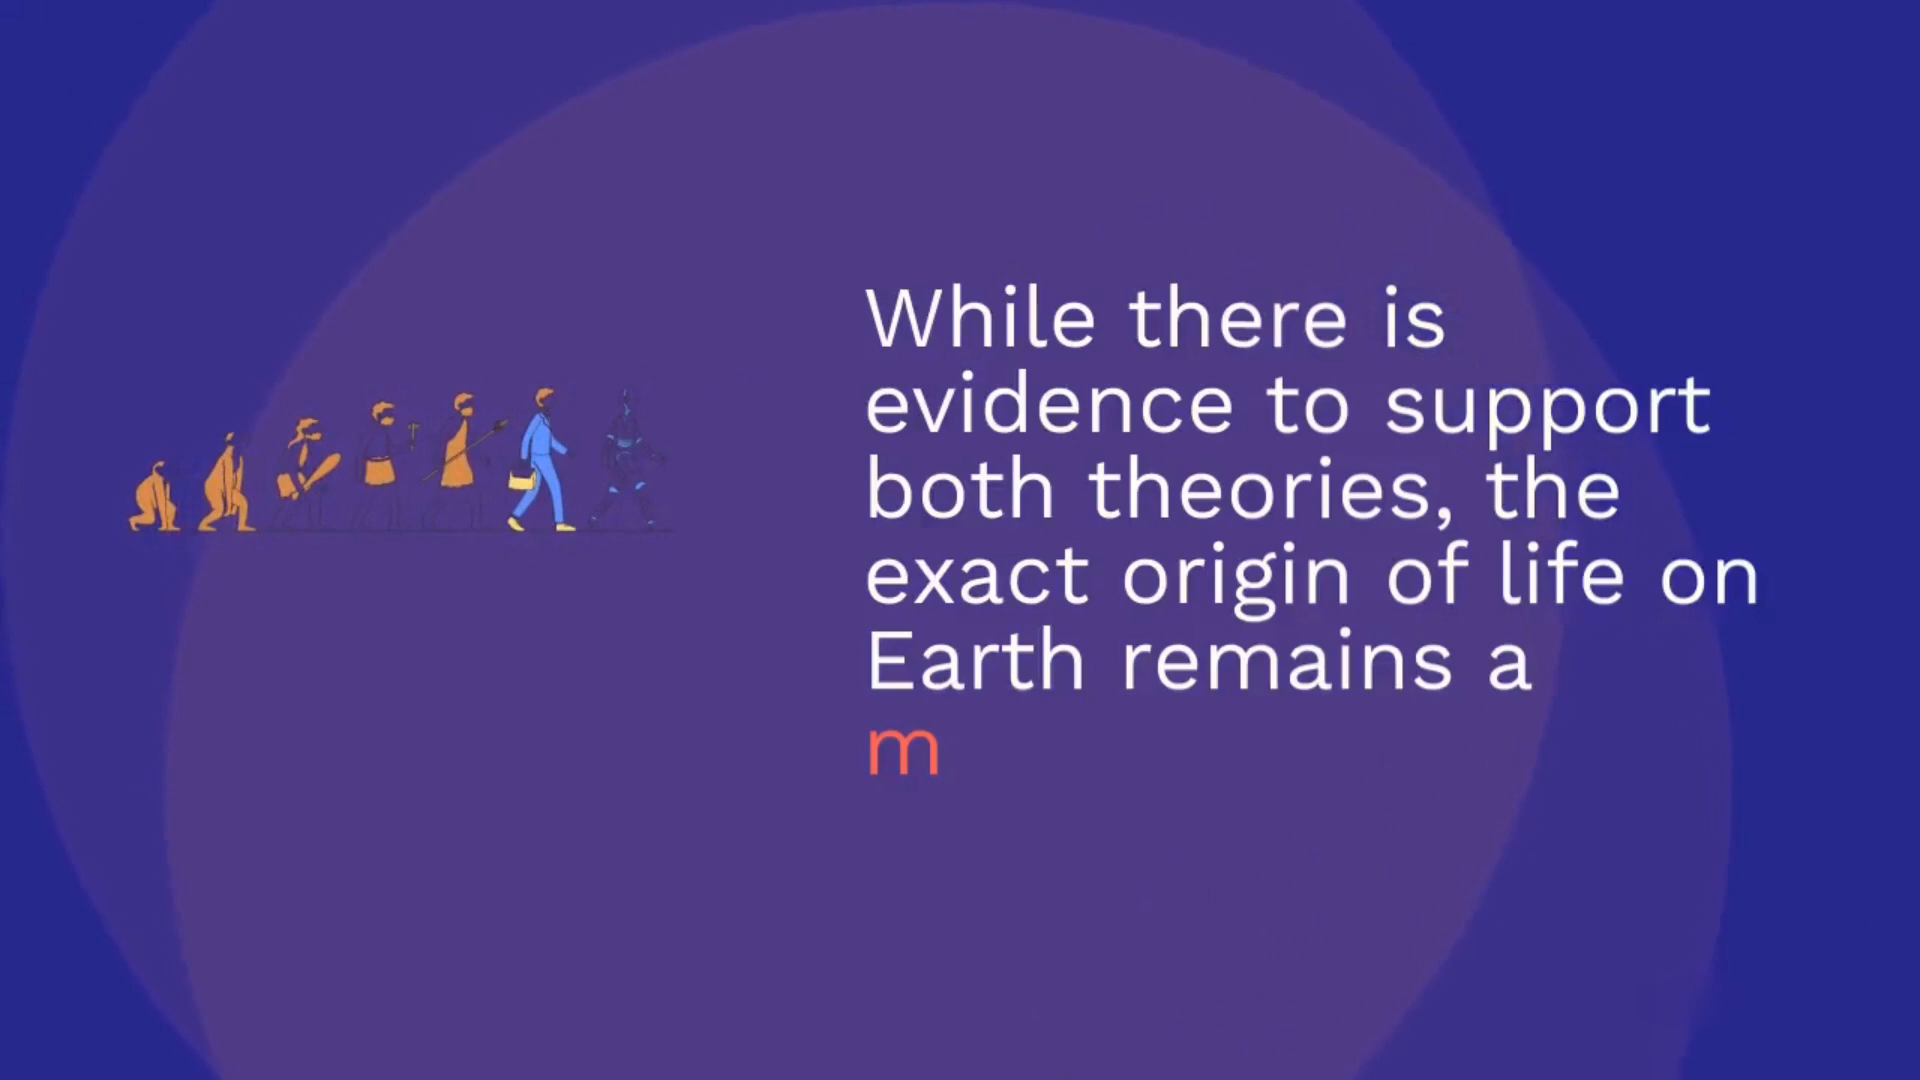 While there is
evidence to support
both theories, the
exact origin of life on
Earth remains a
m